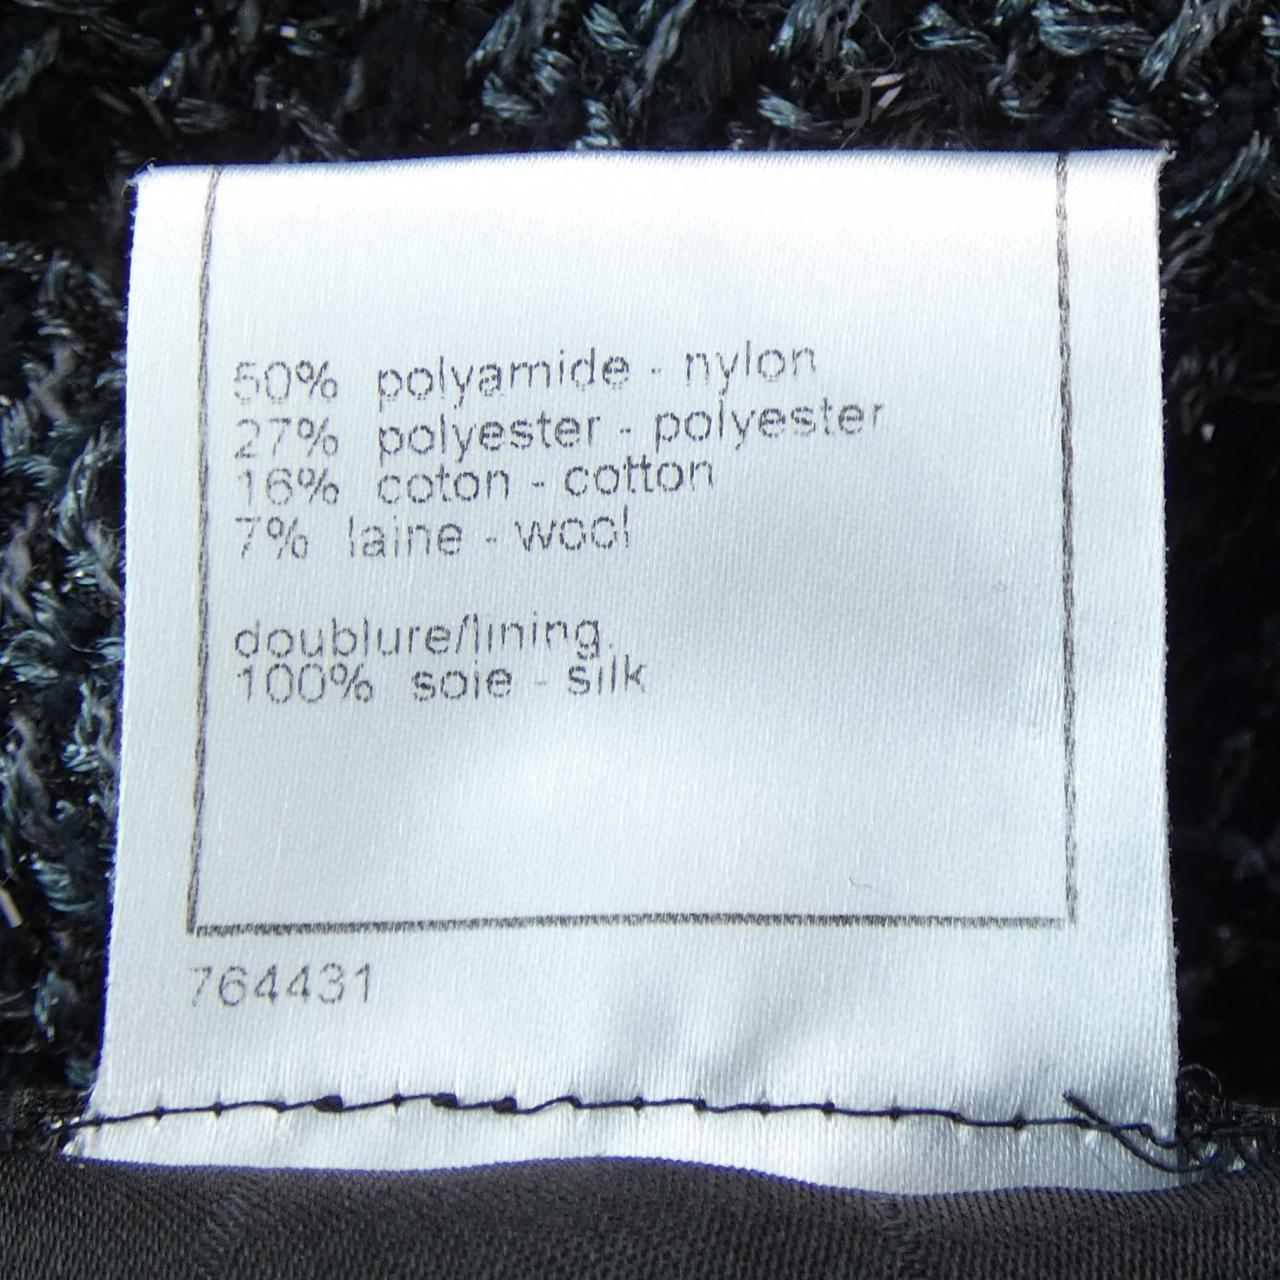 50% polyamide - nylon
27% polyester - polyester
16% coton - cotton
7% laine - wool
doublure/lining.
100% soie - silk
764431